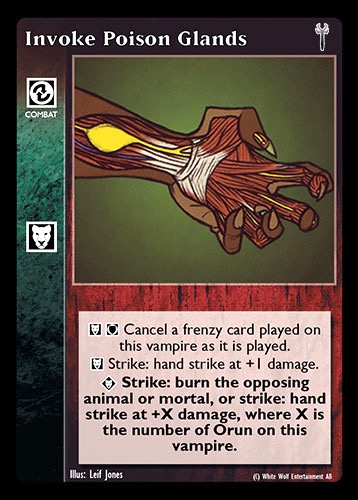 Invoke Poison Glands
COMBAT
Cancel a frenzy card played on
this vampire as it is played.
Strike: hand strike at +1 damage.
Strike: burn the opposing
animal or mortal, or strike: hand
strike at +X damage, where X is
the number of Orun on this
vampire.
Illus: Leif Jones
(C) White Wolf Entertainment AB